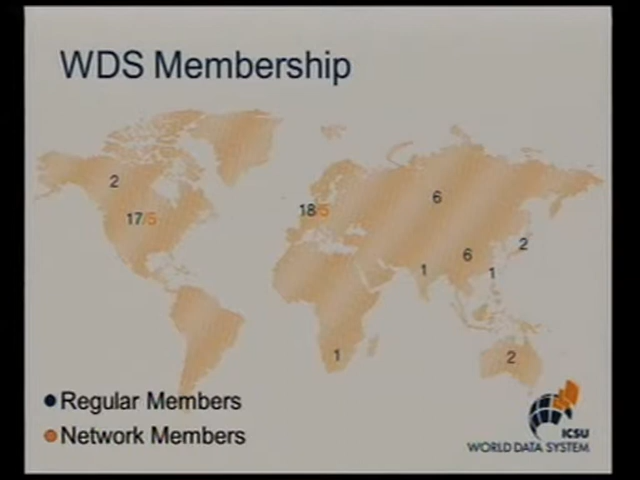 WDS Membership
2
6
17/5
18/5
2
6
1
1
1
2
Regular Members
Network Members
ICSU
WORLD DATA SYSTEM